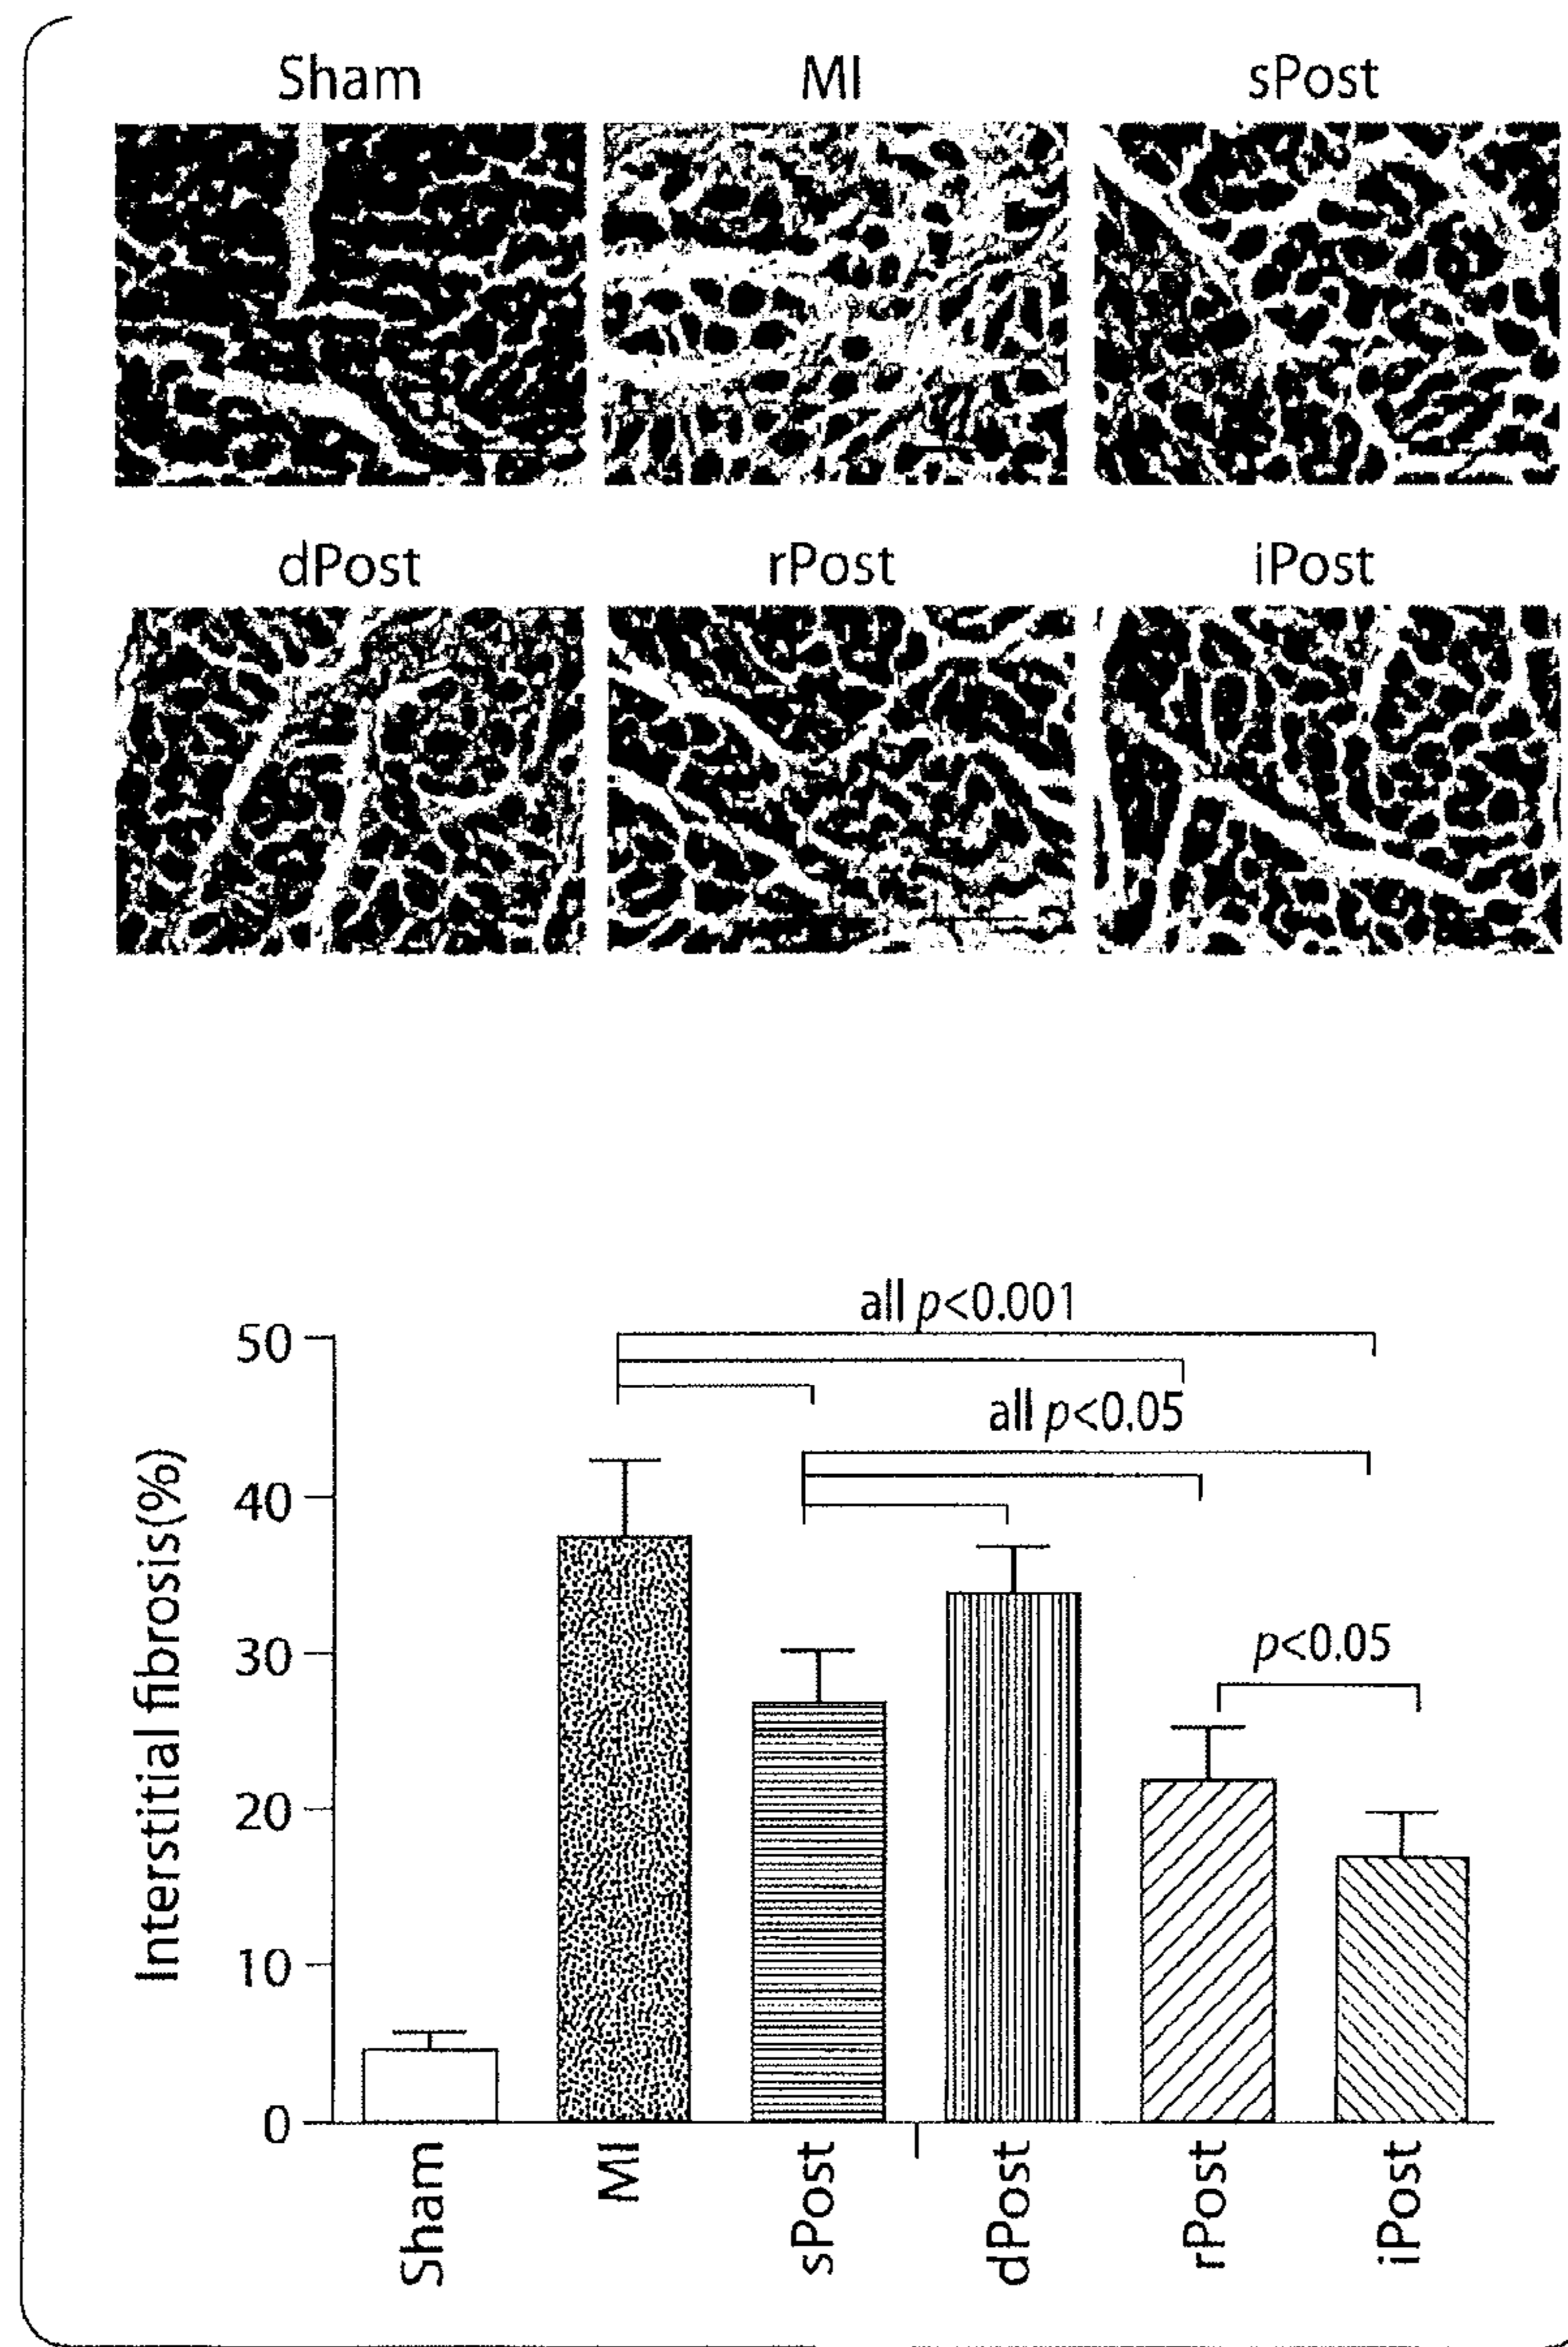 Sham MI sPost
dPost rPost iPost
all p<0.001
all p<0.05
p<0.05
Interstitial fibrosis(%)
50
40
30
20
10
0
Sham
MI
sPost
dPost
rPost
iPost